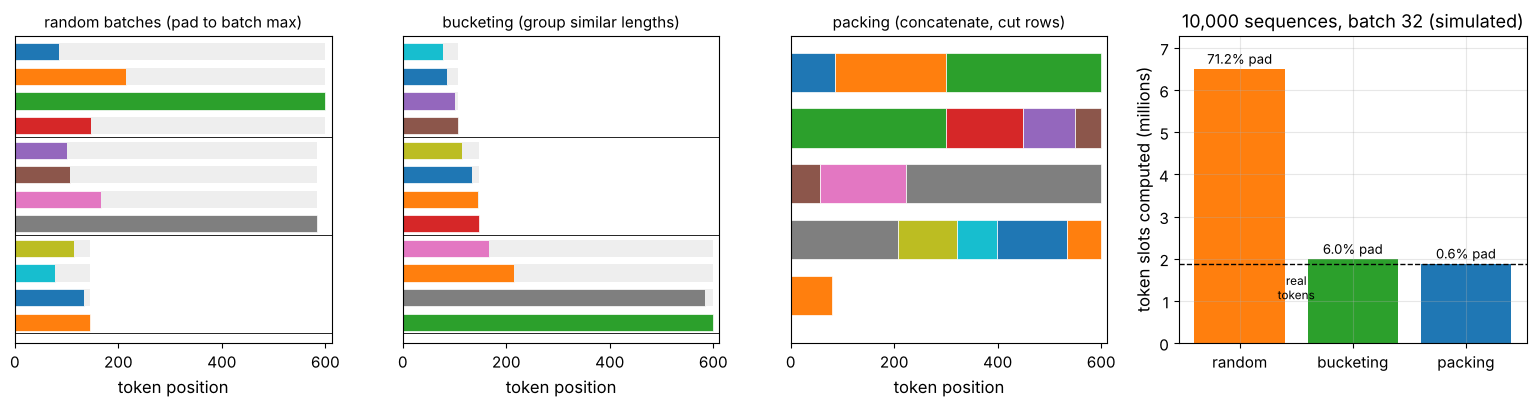 random batches (pad to batch max)
0 200 400 600
token position
bucketing (group similar lengths)
0 200 400 600
token position
packing (concatenate, cut rows)
0 200 400 600
token position
10,000 sequences, batch 32 (simulated)
token slots computed (millions)
7
6
5
4
3
2
1
0
71.2% pad
6.0% pad
0.6% pad
real
tokens
random bucketing packing